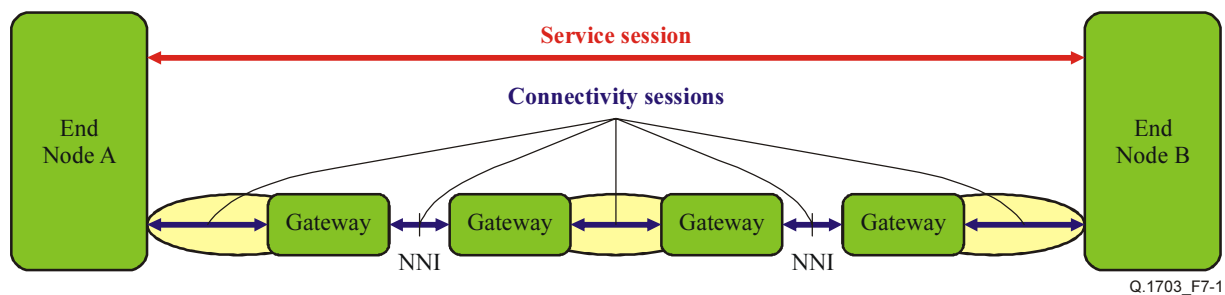 Service session
Connectivity sessions
End
Node A
End
Node B
Gateway
Gateway
Gateway
Gateway
NNI
NNI
Q.1703_F7-1